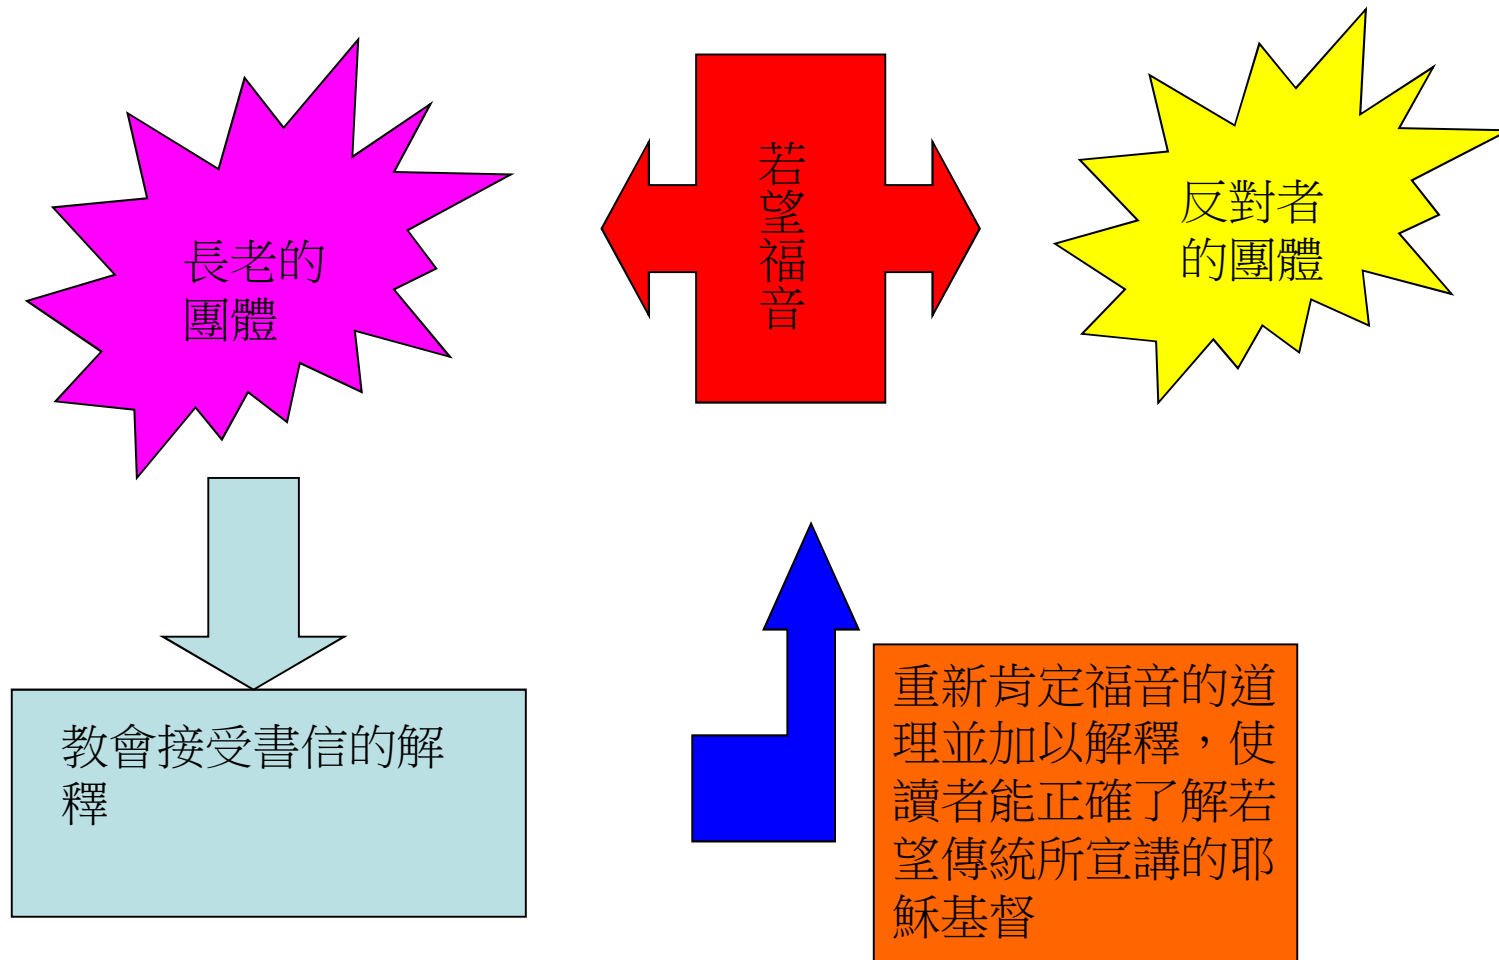 長老的
團體
若望福音
反對者
的團體
教會接受書信的解
釋
重新肯定福音的道
理並加以解釋，使
讀者能正確了解若
望傳統所宣講的耶
穌基督